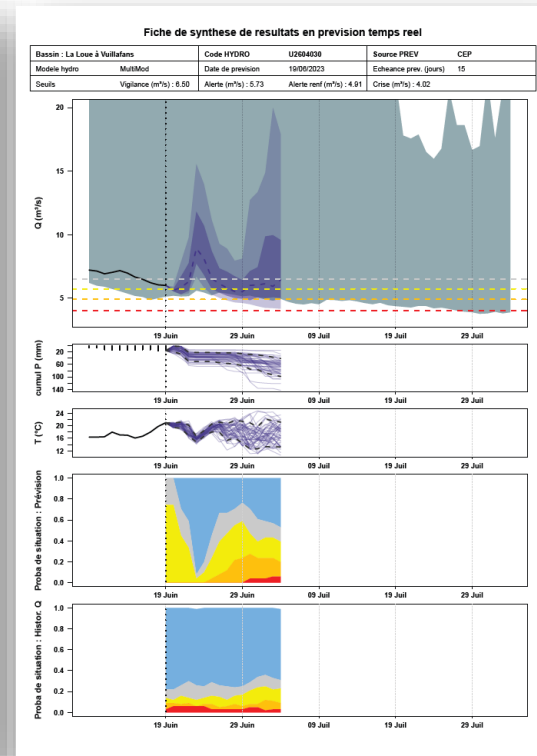 Fiche de synthese de resultats en prevision temps reel
Bassin : La Loue à Vuillafans Code HYDRO U2604030 Source PREV CEP
Modele hydro MultiMod Date de prevision 19/06/2023 Echeance prev. (jours) 15
Seuils Vigilance (m³/s) : 6.50 Alerte (m³/s) : 5.73 Alerte renf (m³/s) : 4.91 Crise (m³/s) : 4.02
Q (m³/s)
20
15
10
5
19 Juin 29 Juin 09 Juil 19 Juil 29 Juil
cumul P (mm)
20
60
100
140
19 Juin 29 Juin 09 Juil 19 Juil 29 Juil
T (°C)
24
20
16
12
19 Juin 29 Juin 09 Juil 19 Juil 29 Juil
Proba de situation : Prévision
1.0
0.8
0.6
0.4
0.2
0.0
19 Juin 29 Juin 09 Juil 19 Juil 29 Juil
Proba de situation : Histor. Q
1.0
0.8
0.6
0.4
0.2
0.0
19 Juin 29 Juin 09 Juil 19 Juil 29 Juil